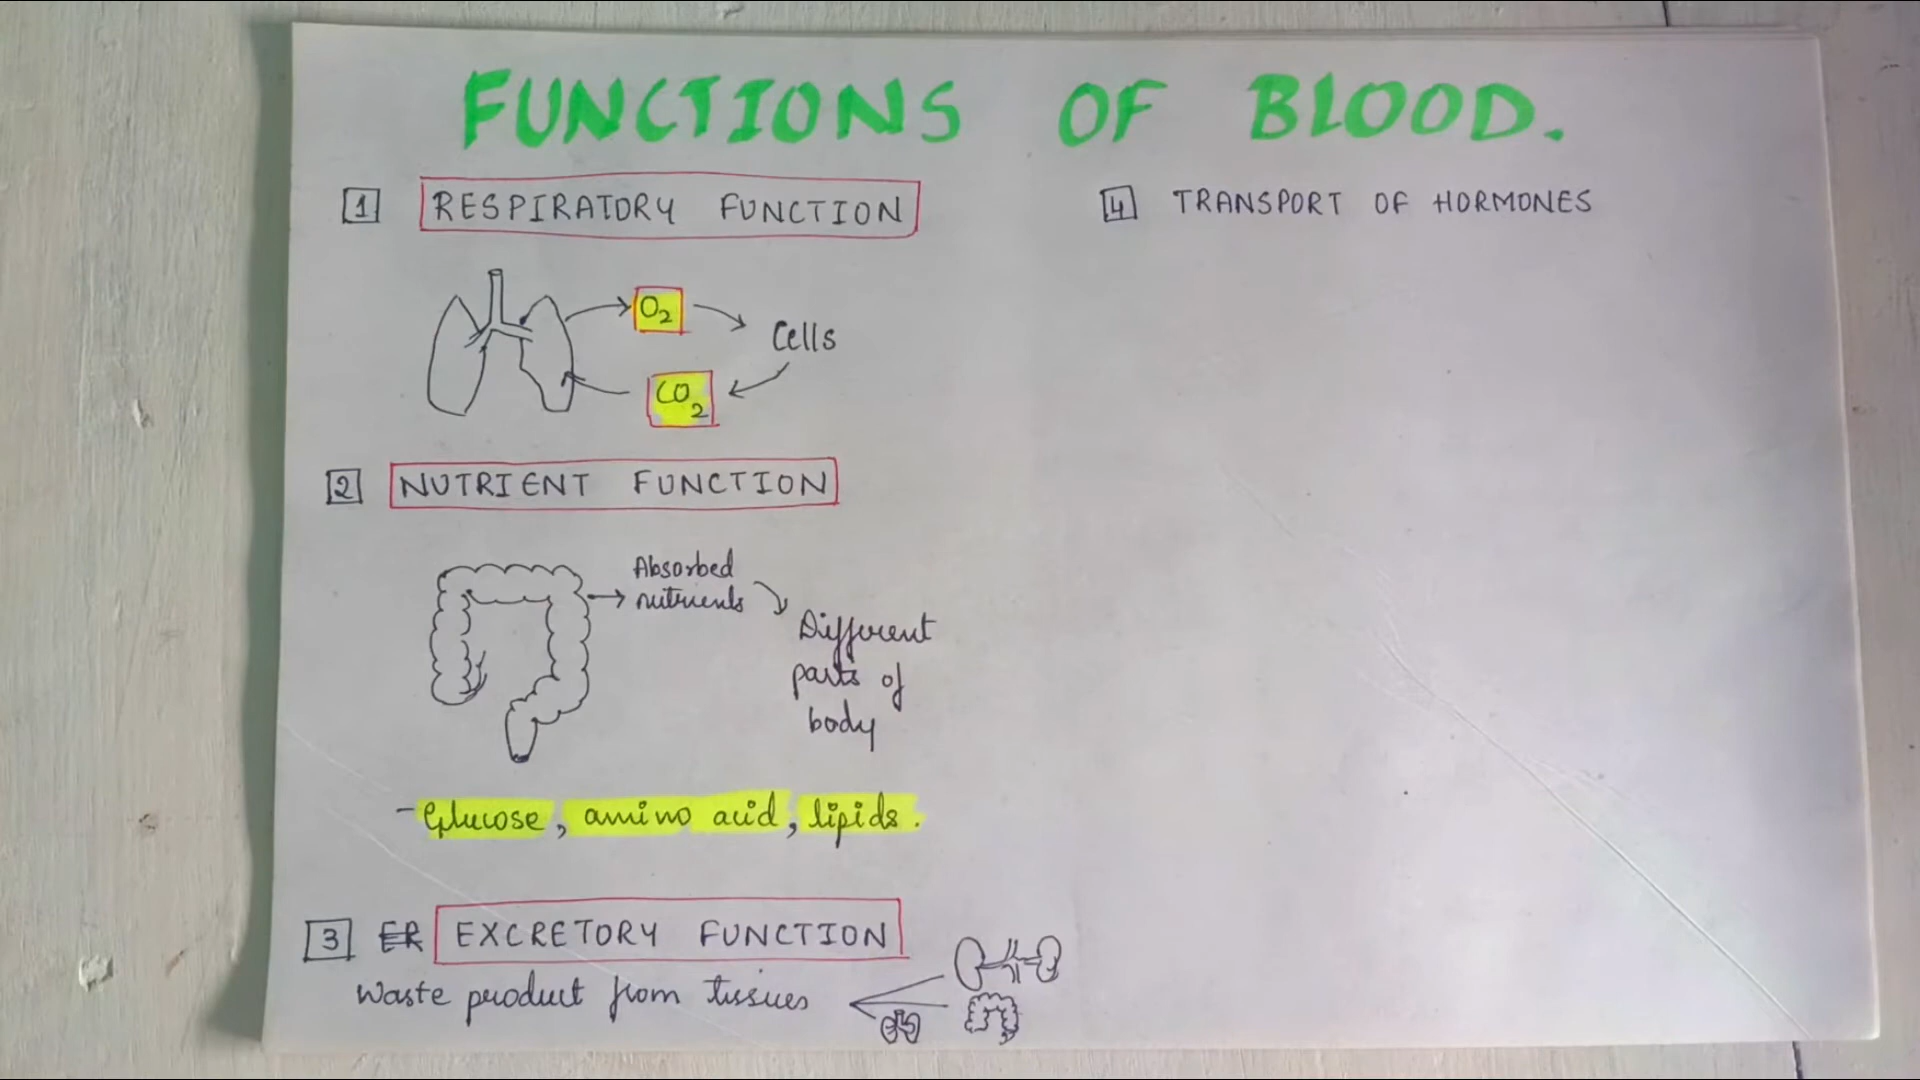 FUNCTIONS OF BLOOD.
1 RESPIRATORY FUNCTION
O2
Cells
CO2
2 NUTRIENT FUNCTION
Absorbed
nutrients
Different
parts of
body
- Glucose, amino acid, lipids.
3 ER EXCRETORY FUNCTION
Waste product from tissues
4 TRANSPORT OF HORMONES